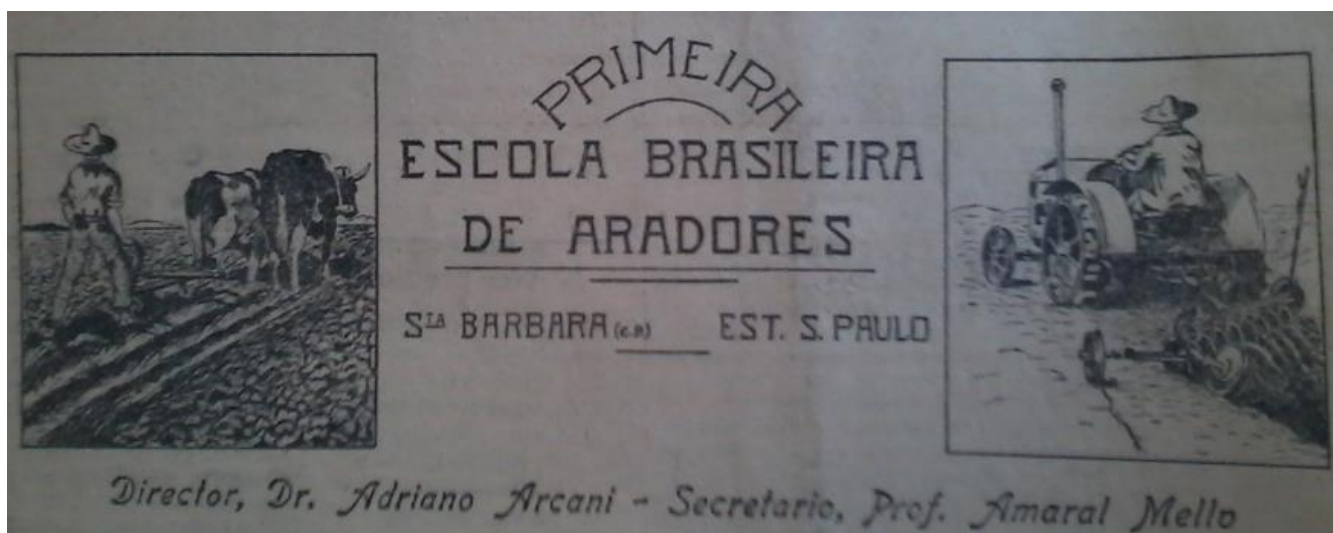 PRIMEIRA
ESCOLA BRASILEIRA
DE ARADORES
STA BARBARA EST. S. PAULO
Director, Dr. Adriano Arcani - Secretario, Prof. Amaral Mello